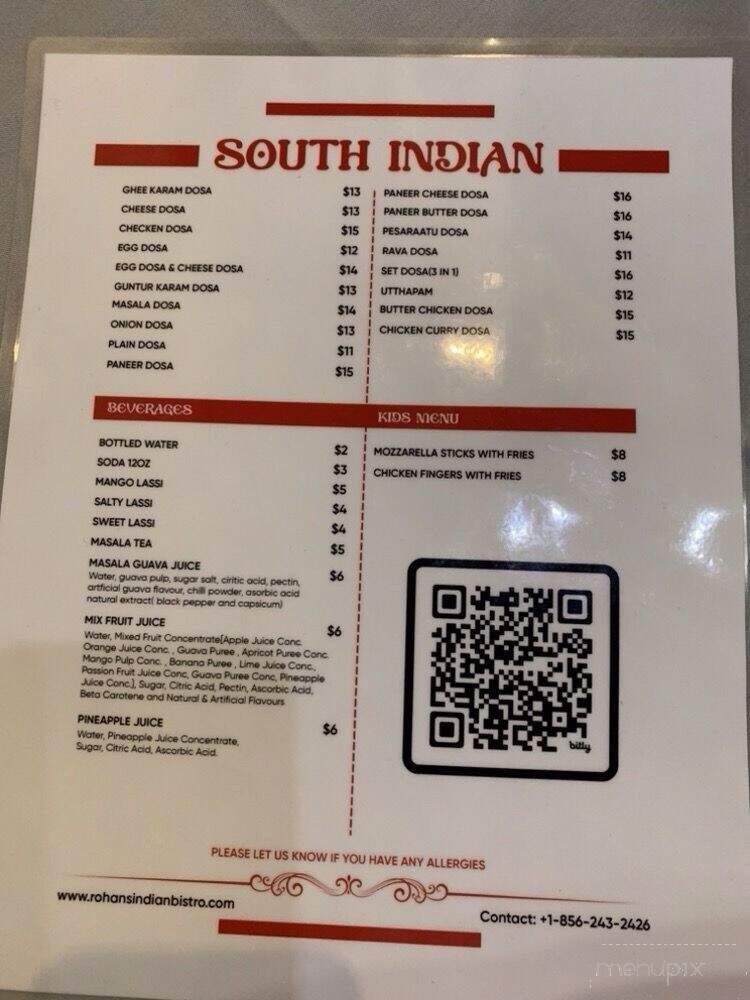 SOUTH INDIAN
GHEE KARAM DOSA $13
CHEESE DOSA $13
CHECKEN DOSA $15
EGG DOSA $12
EGG DOSA & CHEESE DOSA $14
GUNTUR KARAM DOSA $13
MASALA DOSA $14
ONION DOSA $13
PLAIN DOSA $11
PANEER DOSA $15
PANEER CHEESE DOSA $16
PANEER BUTTER DOSA $16
PESARAATU DOSA $14
RAVA DOSA $11
SET DOSA(3 IN 1) $16
UTTHAPAM $12
BUTTER CHICKEN DOSA $15
CHICKEN CURRY DOSA $15
BEVERAGES
BOTTLED WATER $2
SODA 12OZ $3
MANGO LASSI $5
SALTY LASSI $4
SWEET LASSI $4
MASALA TEA $5
MASALA GUAVA JUICE $6
Water, guava pulp, sugar salt, ciritic acid, pectin,
artficial guava flavour, chilli powder, asorbic acid
natural extract( black pepper and capsicum)
MIX FRUIT JUICE $6
Water, Mixed Fruit Concentrate[Apple Juice Conc.
Orange Juice Conc. , Guava Puree , Apricot Puree Conc.
Mango Pulp Conc. , Banana Puree , Lime Juice Conc.,
Passion Fruit Juice Conc, Guava Puree Conc, Pineapple
Juice Conc.], Sugar, Citric Acid, Pectin, Ascorbic Acid,
Beta Carotene and Natural & Artificial Flavours
PINEAPPLE JUICE $6
Water, Pineapple Juice Concentrate,
Sugar, Citric Acid, Ascorbic Acid.
KIDS MENU
MOZZARELLA STICKS WITH FRIES $8
CHICKEN FINGERS WITH FRIES $8
bitly
PLEASE LET US KNOW IF YOU HAVE ANY ALLERGIES
www.rohansindianbistro.com
Contact: +1-856-243-2426
menupix